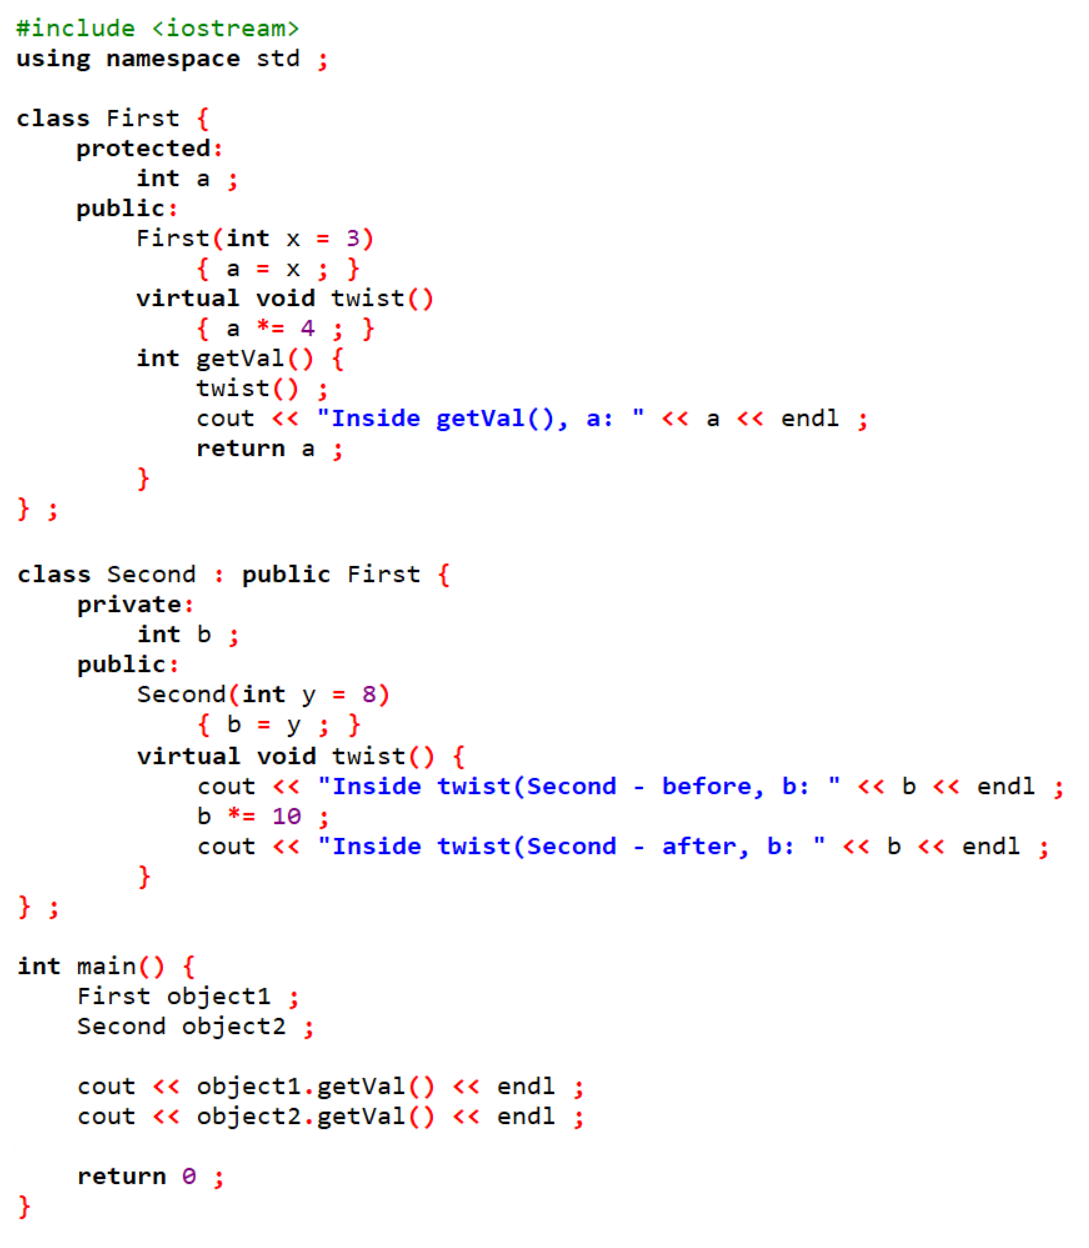 #include <iostream>
using namespace std ;

class First {
    protected:
        int a ;
    public:
        First(int x = 3)
            { a = x ; }
        virtual void twist()
            { a *= 4 ; }
        int getVal() {
            twist() ;
            cout << "Inside getVal(), a: " << a << endl ;
            return a ;
        }
} ;

class Second : public First {
    private:
        int b ;
    public:
        Second(int y = 8)
            { b = y ; }
        virtual void twist() {
            cout << "Inside twist(Second - before, b: " << b << endl ;
            b *= 10 ;
            cout << "Inside twist(Second - after, b: " << b << endl ;
        }
} ;

int main() {
    First object1 ;
    Second object2 ;

    cout << object1.getVal() << endl ;
    cout << object2.getVal() << endl ;

    return 0 ;
}